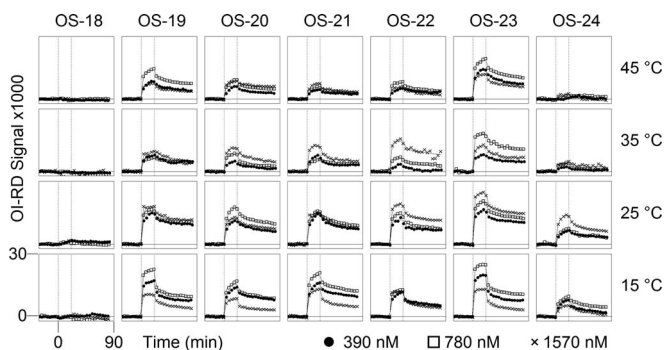 OS-18 OS-19 OS-20 OS-21 OS-22 OS-23 OS-24
45 °C
35 °C
25 °C
15 °C
OI-RD Signal x1000
30
0
0 90
Time (min)
● 390 nM □ 780 nM × 1570 nM